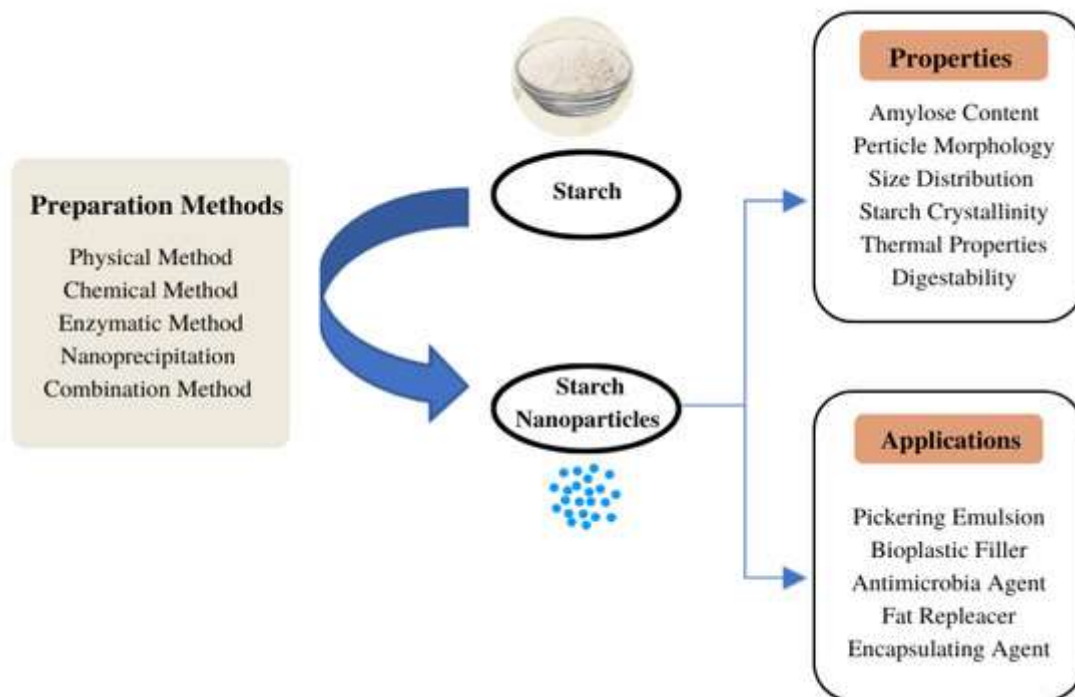 Preparation Methods
Physical Method
Chemical Method
Enzymatic Method
Nanoprecipitation
Combination Method
Starch
Starch
Nanoparticles
Properties
Amylose Content
Perticle Morphology
Size Distribution
Starch Crystallinity
Thermal Properties
Digestability
Applications
Pickering Emulsion
Bioplastic Filler
Antimicrobia Agent
Fat Repleacer
Encapsulating Agent